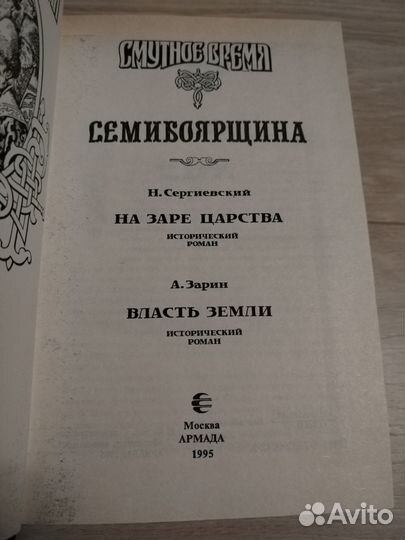 СМУТНОЕ ВРЕМЯ
СЕМИБОЯРЩИНА
Н. Сергиевский
НА ЗАРЕ ЦАРСТВА
ИСТОРИЧЕСКИЙ
РОМАН
А. Зарин
ВЛАСТЬ ЗЕМЛИ
ИСТОРИЧЕСКИЙ
РОМАН
Москва
АРМАДА
1995
Avito